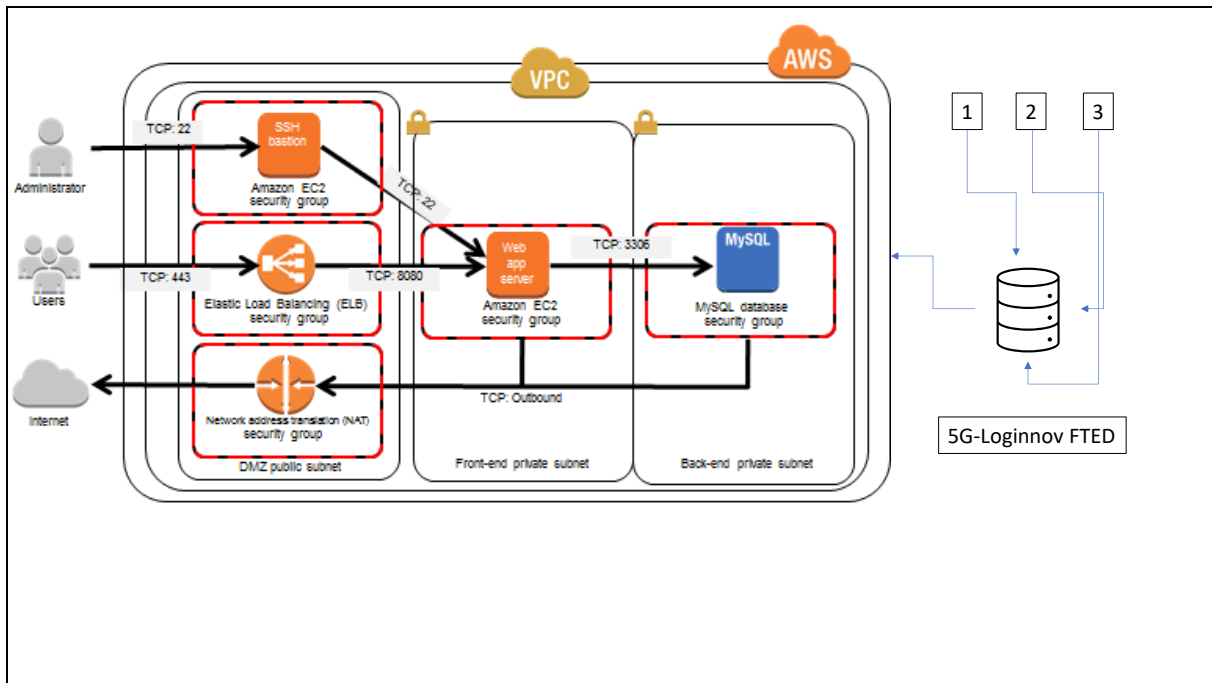 AWS
VPC
TCP: 22
SSH
bastion
Administrator
Amazon EC2
security group
TCP: 22
TCP: 443
Users
Elastic Load Balancing (ELB)
security group
TCP: 8080
Web
app
server
Amazon EC2
security group
TCP: 3306
MySQL
MySQL database
security group
Internet
Network address translation (NAT)
security group
TCP: Outbound
DMZ public subnet
Front-end private subnet
Back-end private subnet
1
2
3
5G-Loginnov FTED